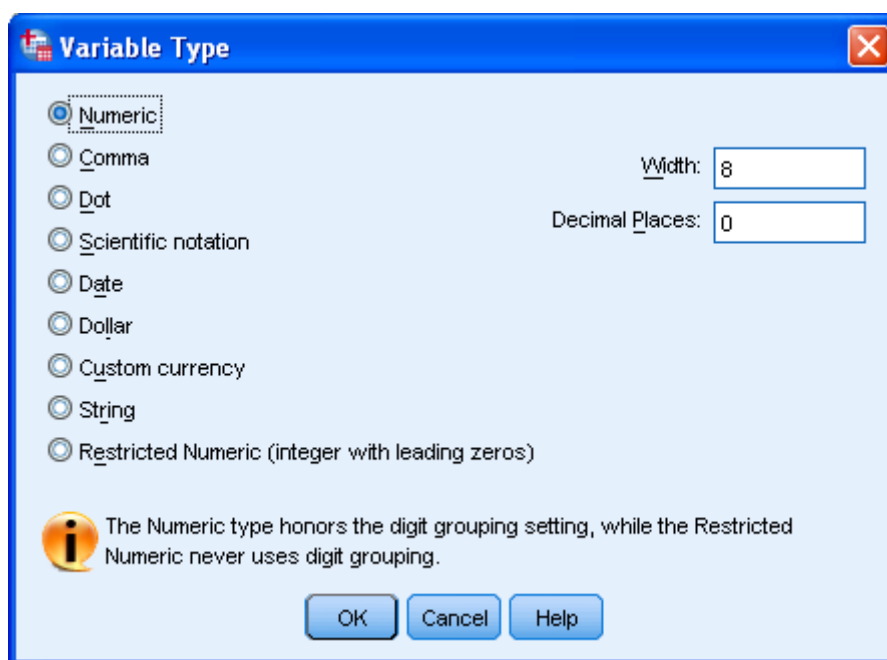 Variable Type
Numeric
Comma
Dot
Scientific notation
Date
Dollar
Custom currency
String
Restricted Numeric (integer with leading zeros)
Width: 8
Decimal Places: 0
The Numeric type honors the digit grouping setting, while the Restricted
Numeric never uses digit grouping.
OK Cancel Help